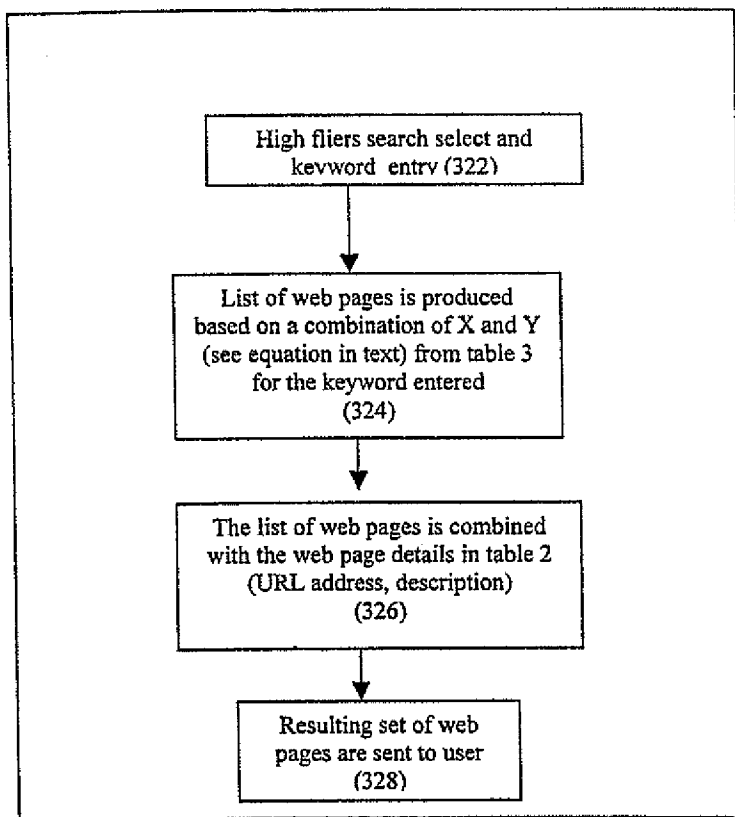 High fliers search select and
keyword entry (322)
List of web pages is produced
based on a combination of X and Y
(see equation in text) from table 3
for the keyword entered
(324)
The list of web pages is combined
with the web page details in table 2
(URL address, description)
(326)
Resulting set of web
pages are sent to user
(328)